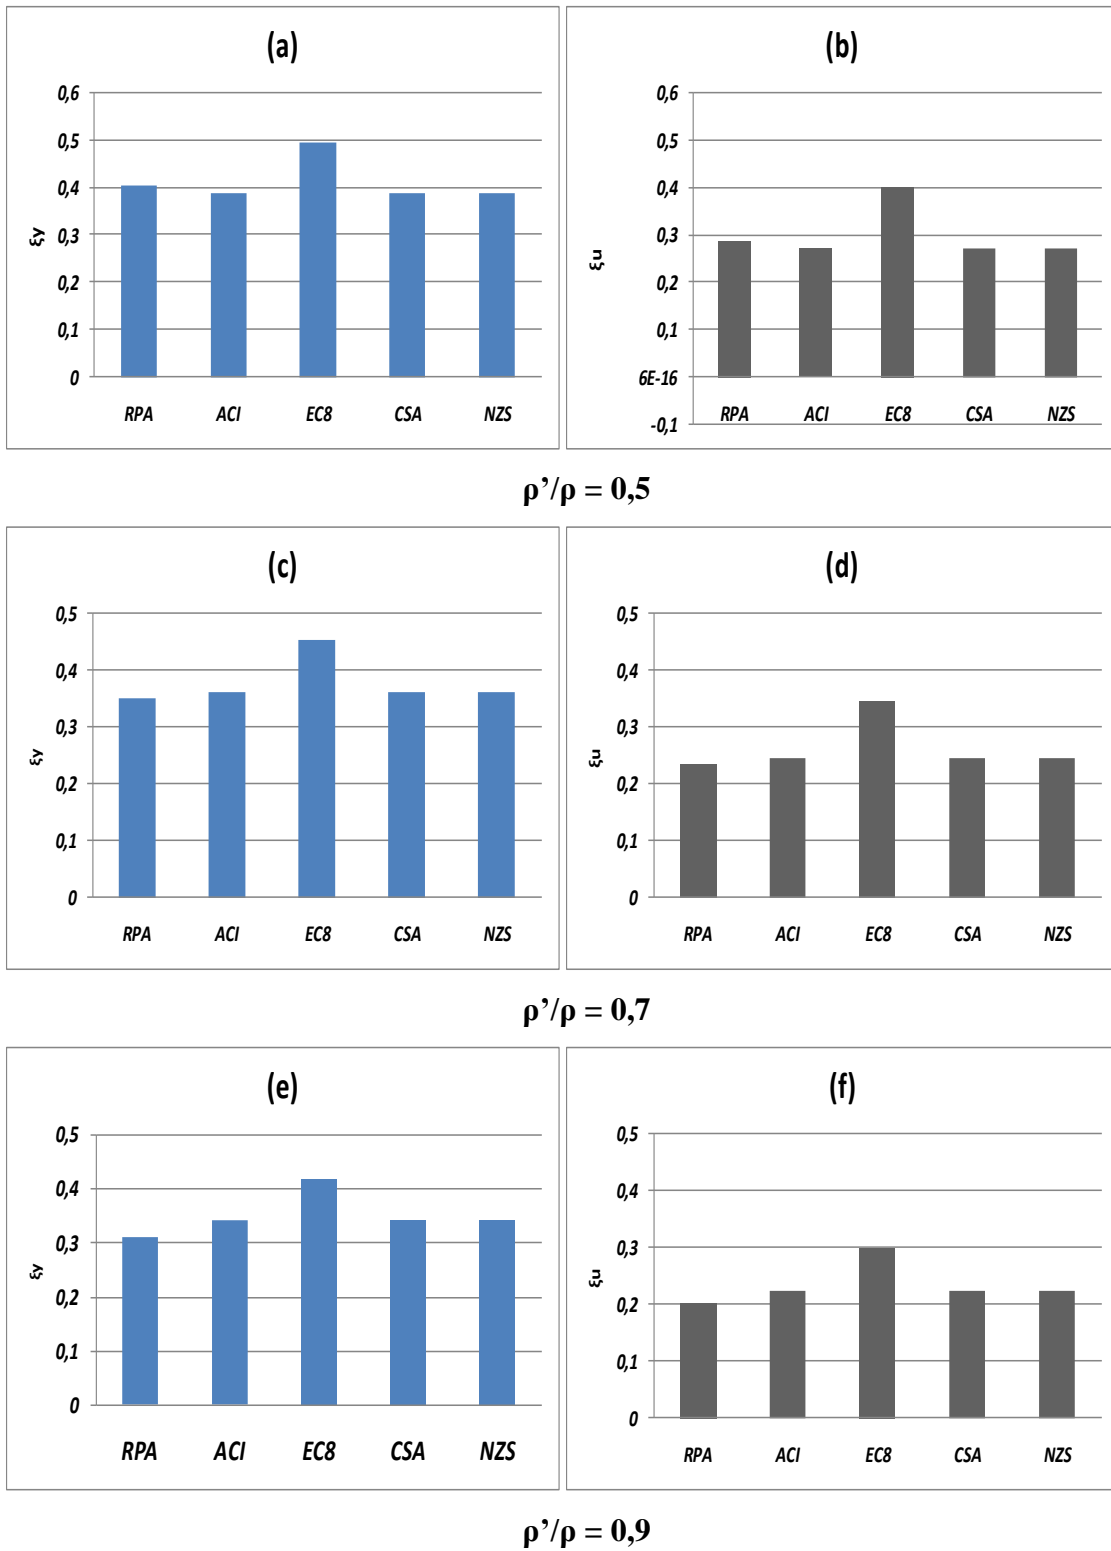 (a)
0,6
0,5
0,4
0,3
0,2
0,1
0
ξy
RPA ACI EC8 CSA NZS
(b)
0,6
0,5
0,4
0,3
0,2
0,1
6E-16
-0,1
ξu
RPA ACI EC8 CSA NZS
ρ’/ρ = 0,5
(c)
0,5
0,4
0,3
0,2
0,1
0
ξy
RPA ACI EC8 CSA NZS
(d)
0,5
0,4
0,3
0,2
0,1
0
ξu
RPA ACI EC8 CSA NZS
ρ’/ρ = 0,7
(e)
0,5
0,4
0,3
0,2
0,1
0
ξy
RPA ACI EC8 CSA NZS
(f)
0,5
0,4
0,3
0,2
0,1
0
ξu
RPA ACI EC8 CSA NZS
ρ’/ρ = 0,9